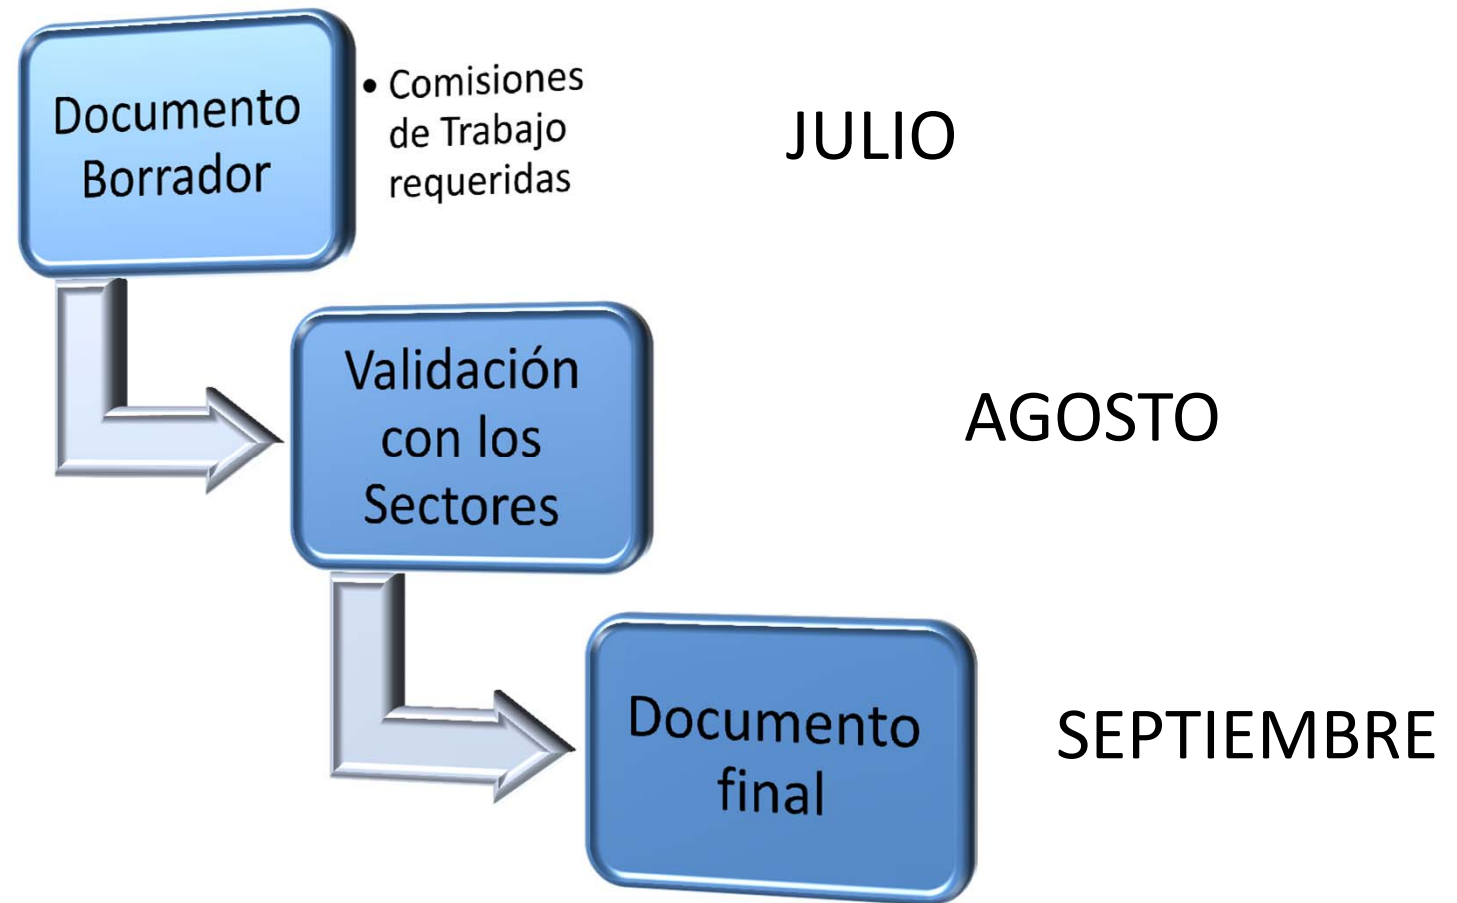 Documento
Borrador
• Comisiones
de Trabajo
requeridas
JULIO
Validación
con los
Sectores
AGOSTO
Documento
final
SEPTIEMBRE